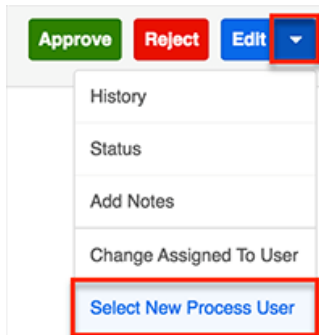 Approve Reject Edit
History
Status
Add Notes
Change Assigned To User
Select New Process User